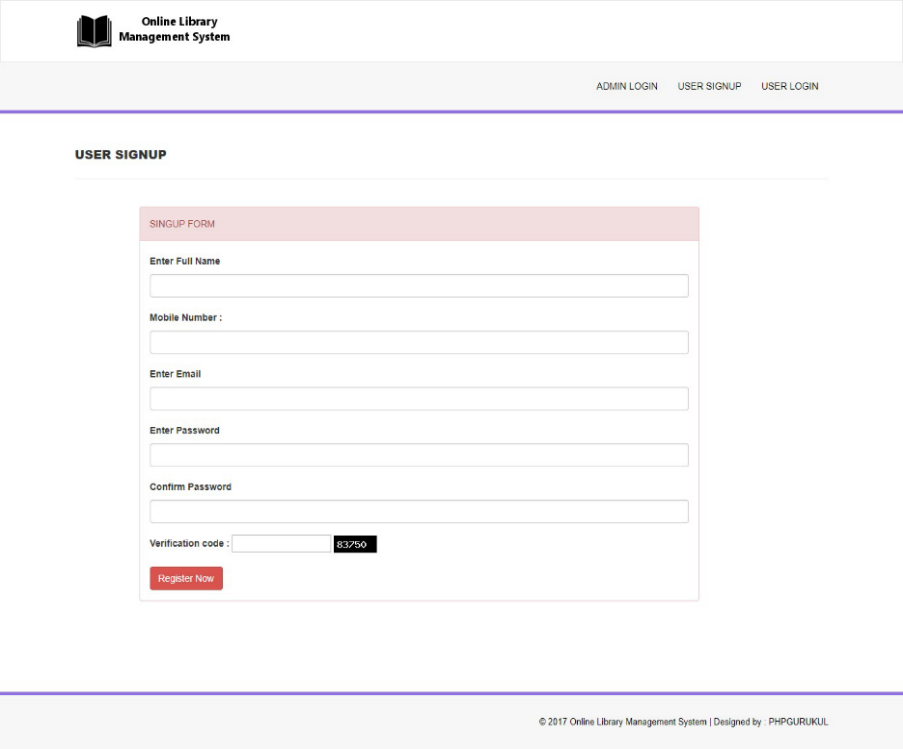 Online Library
Management System
ADMIN LOGIN USER SIGNUP USER LOGIN
USER SIGNUP
SINGUP FORM
Enter Full Name
Mobile Number :
Enter Email
Enter Password
Confirm Password
Verification code : 83750
Register Now
© 2017 Online Library Management System | Designed by : PHPGURUKUL